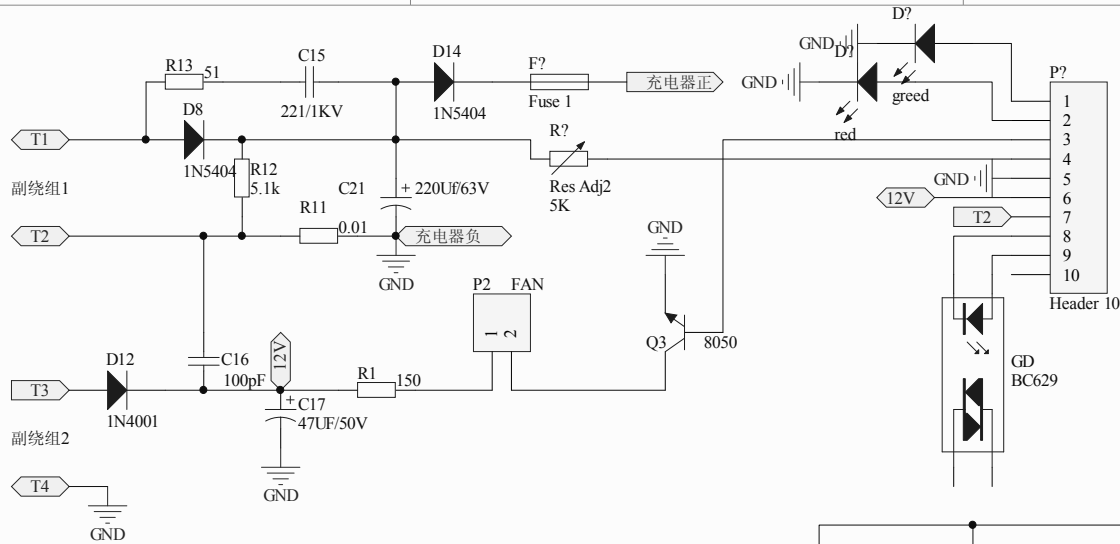 D?
GND
D?
GND
greed
red
P?
1
2
3
4
5
6
7
8
9
10
Header 10
R13
51
C15
221/1KV
D14
1N5404
F?
Fuse 1
充电器正
T1
D8
1N5404
R12
5.1k
副绕组1
C21
+
220Uf/63V
R?
Res Adj2
5K
GND
12V
T2
T2
R11
0.01
充电器负
GND
GND
P2
FAN
1
2
Q3
8050
GD
BC629
T3
D12
1N4001
C16
100pF
12V
R1
150
+
C17
47UF/50V
副绕组2
GND
T4
GND